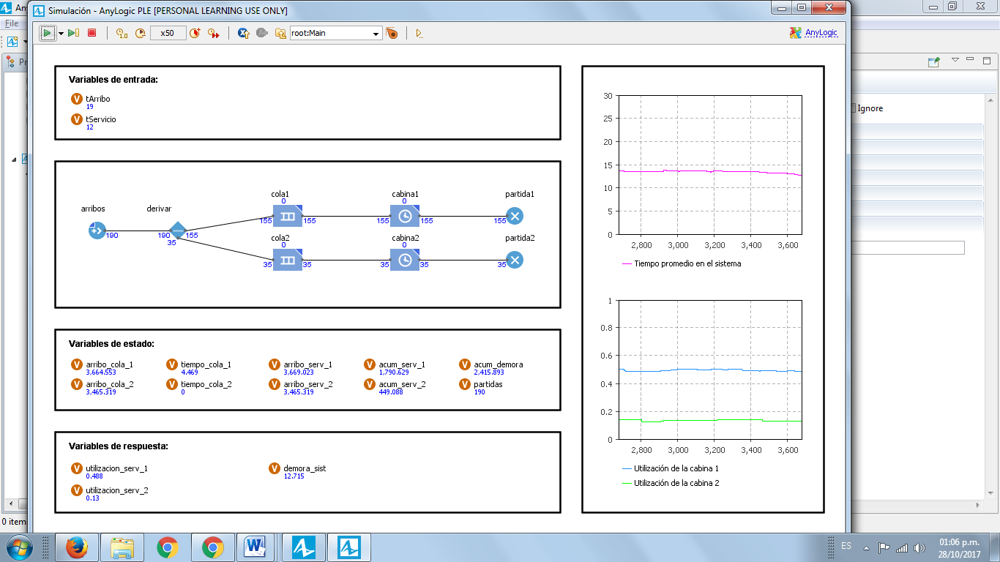 An
Simulación - AnyLogic PLE [PERSONAL LEARNING USE ONLY]
File
x50
root:Main
AnyLogic
Pr
Ignore
Variables de entrada:
tArribo
19
tServicio
12
arribos
190
derivar
190
155
35
cola1
0
155
155
cabina1
0
155
155
partida1
155
cola2
0
35
35
cabina2
0
35
35
partida2
35
Variables de estado:
arribo_cola_1
3,664.553
tiempo_cola_1
4.469
arribo_serv_1
3,669.023
acum_serv_1
1,790.629
acum_demora
2,415.893
arribo_cola_2
3,465.319
tiempo_cola_2
0
arribo_serv_2
3,465.319
acum_serv_2
449.088
partidas
190
Variables de respuesta:
utilizacion_serv_1
0.488
demora_sist
12.715
utilizacion_serv_2
0.13
30
25
20
15
10
5
0
2,800 3,000 3,200 3,400 3,600
Tiempo promedio en el sistema
1
0.8
0.6
0.4
0.2
0
2,800 3,000 3,200 3,400 3,600
Utilización de la cabina 1
Utilización de la cabina 2
0 item
ES
01:06 p.m.
28/10/2017